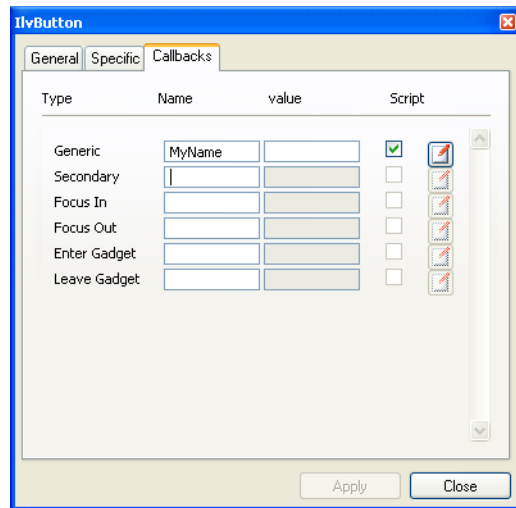 IlvButton
General Specific Callbacks
Type Name value Script
Generic MyName
Secondary
Focus In
Focus Out
Enter Gadget
Leave Gadget
Apply Close